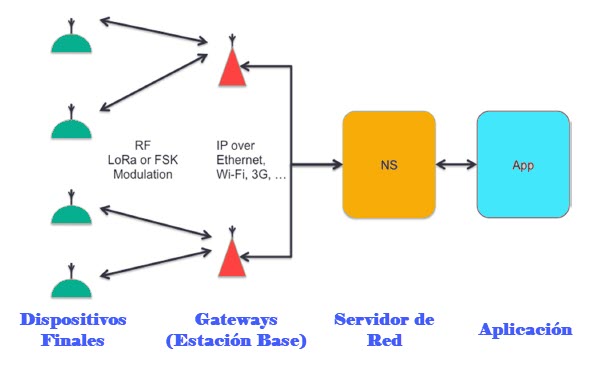 RF
LoRa or FSK
Modulation
IP over
Ethernet,
Wi-Fi, 3G, ...
NS
App
Dispositivos
Finales
Gateways
(Estación Base)
Servidor de
Red
Aplicación